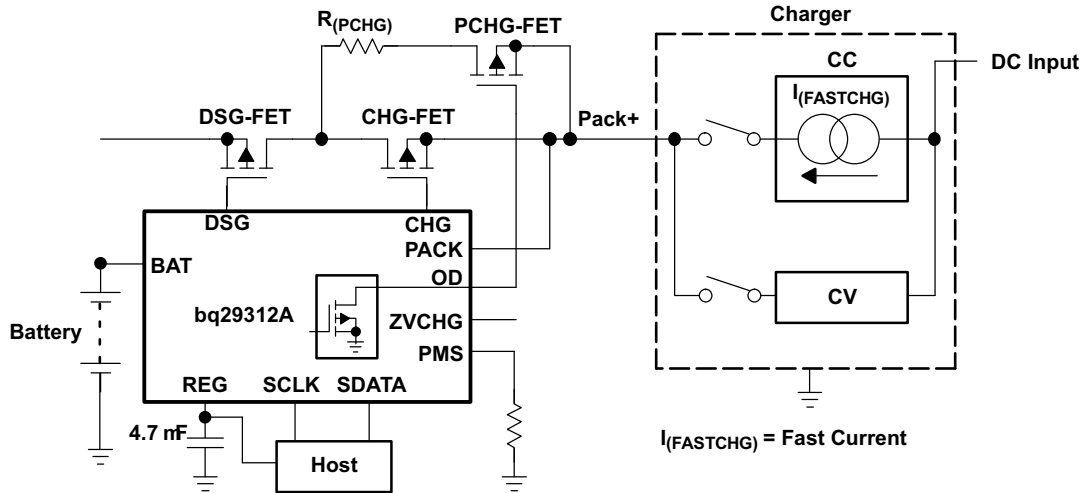 Charger
R(PCHG)
PCHG-FET
CC
DC Input
I(FASTCHG)
DSG-FET
CHG-FET
Pack+
DSG
CHG
PACK
BAT
OD
bq29312A
ZVCHG
CV
Battery
PMS
REG
SCLK
SDATA
4.7 mF
Host
I(FASTCHG) = Fast Current